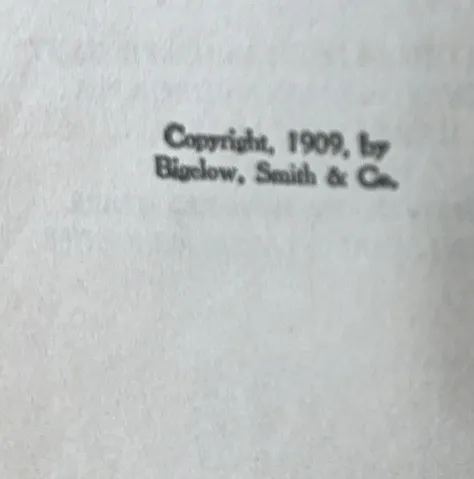 Copyright, 1909, by
Bigelow, Smith & Co.